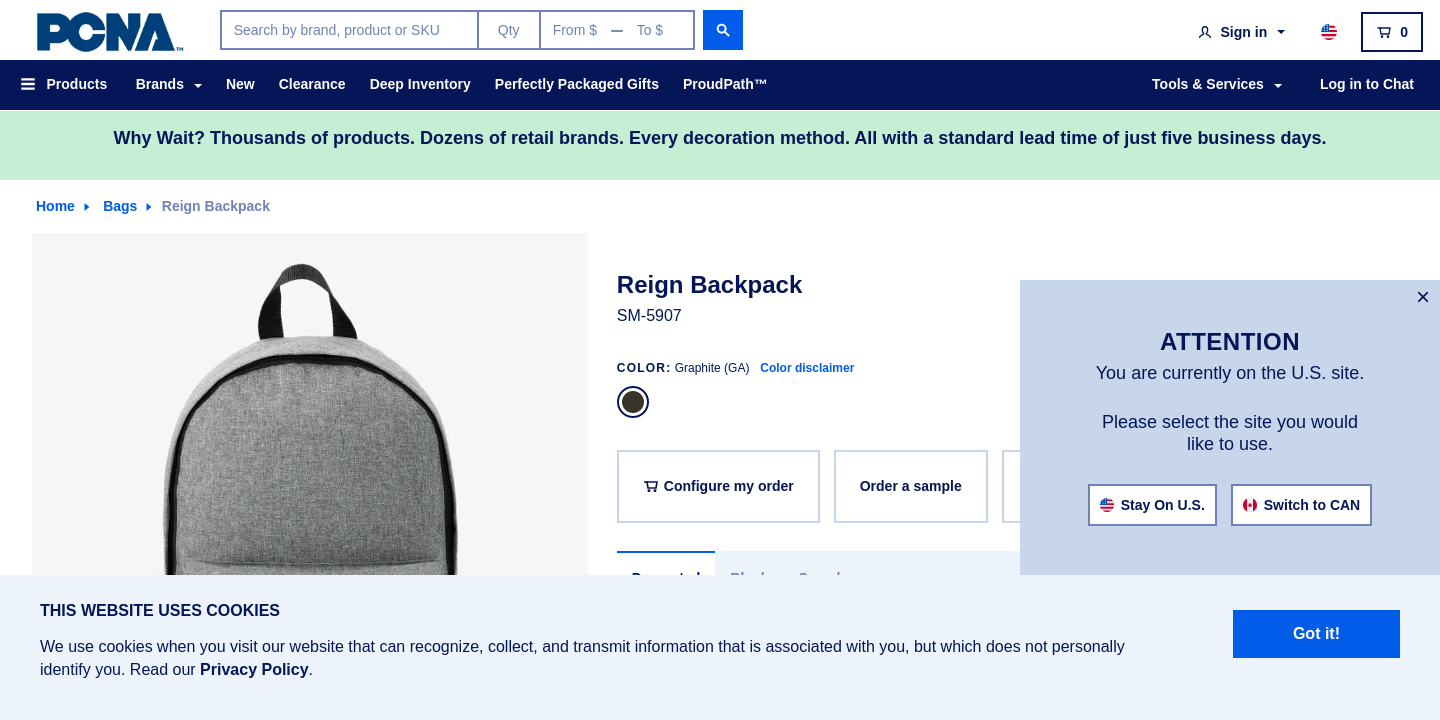 PCNA™
Search by brand, product or SKU
Qty
From $ — To $
Sign in
0
Products
Brands
New
Clearance
Deep Inventory
Perfectly Packaged Gifts
ProudPath™
Tools & Services
Log in to Chat
Why Wait? Thousands of products. Dozens of retail brands. Every decoration method. All with a standard lead time of just five business days.
Home
Bags
Reign Backpack
Reign Backpack
SM-5907
COLOR: Graphite (GA) Color disclaimer
Configure my order
Order a sample
×
ATTENTION
You are currently on the U.S. site.
Please select the site you would
like to use.
Stay On U.S.
Switch to CAN
THIS WEBSITE USES COOKIES
We use cookies when you visit our website that can recognize, collect, and transmit information that is associated with you, but which does not personally
identify you. Read our Privacy Policy.
Got it!